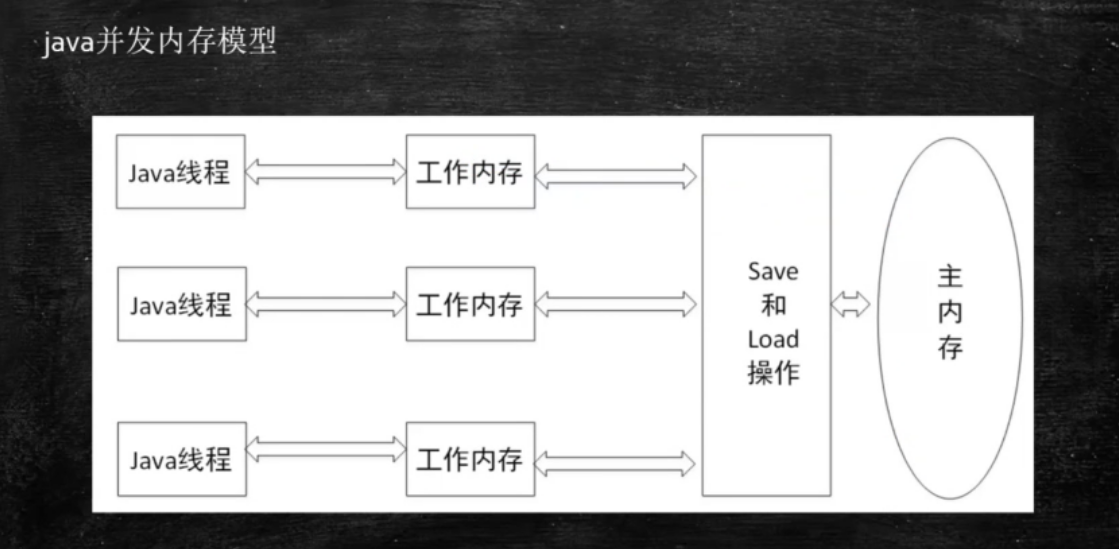 java并发内存模型
Java线程
工作内存
Java线程
工作内存
Java线程
工作内存
Save
和
Load
操作
主
内
存